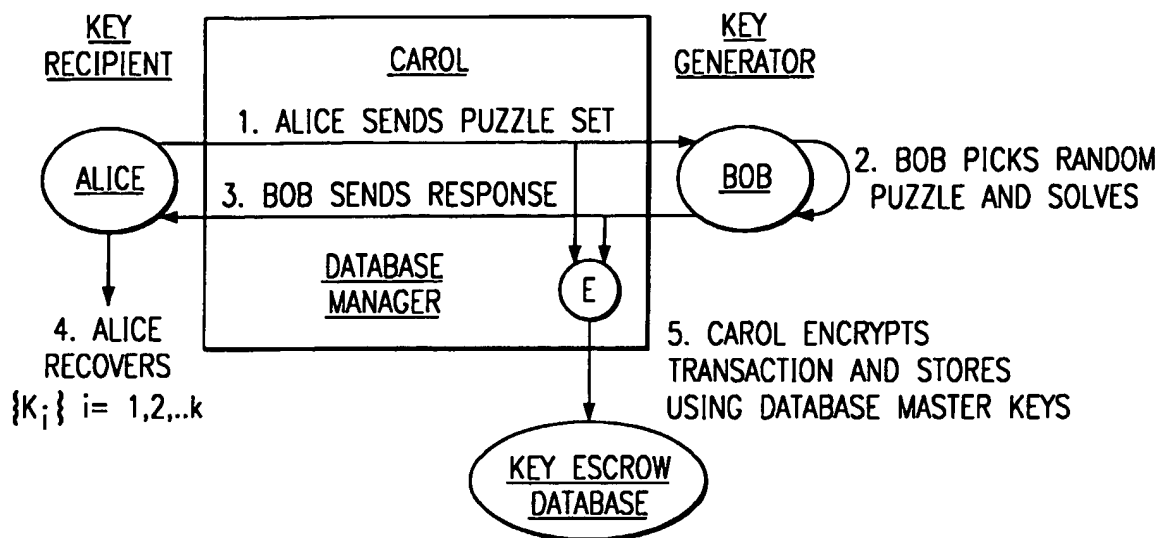 KEY
RECIPIENT
CAROL
KEY
GENERATOR
1. ALICE SENDS PUZZLE SET
ALICE
BOB
2. BOB PICKS RANDOM
PUZZLE AND SOLVES
3. BOB SENDS RESPONSE
DATABASE
MANAGER
E
4. ALICE
RECOVERS
{K_i} i= 1,2,..k
5. CAROL ENCRYPTS
TRANSACTION AND STORES
USING DATABASE MASTER KEYS
KEY ESCROW
DATABASE